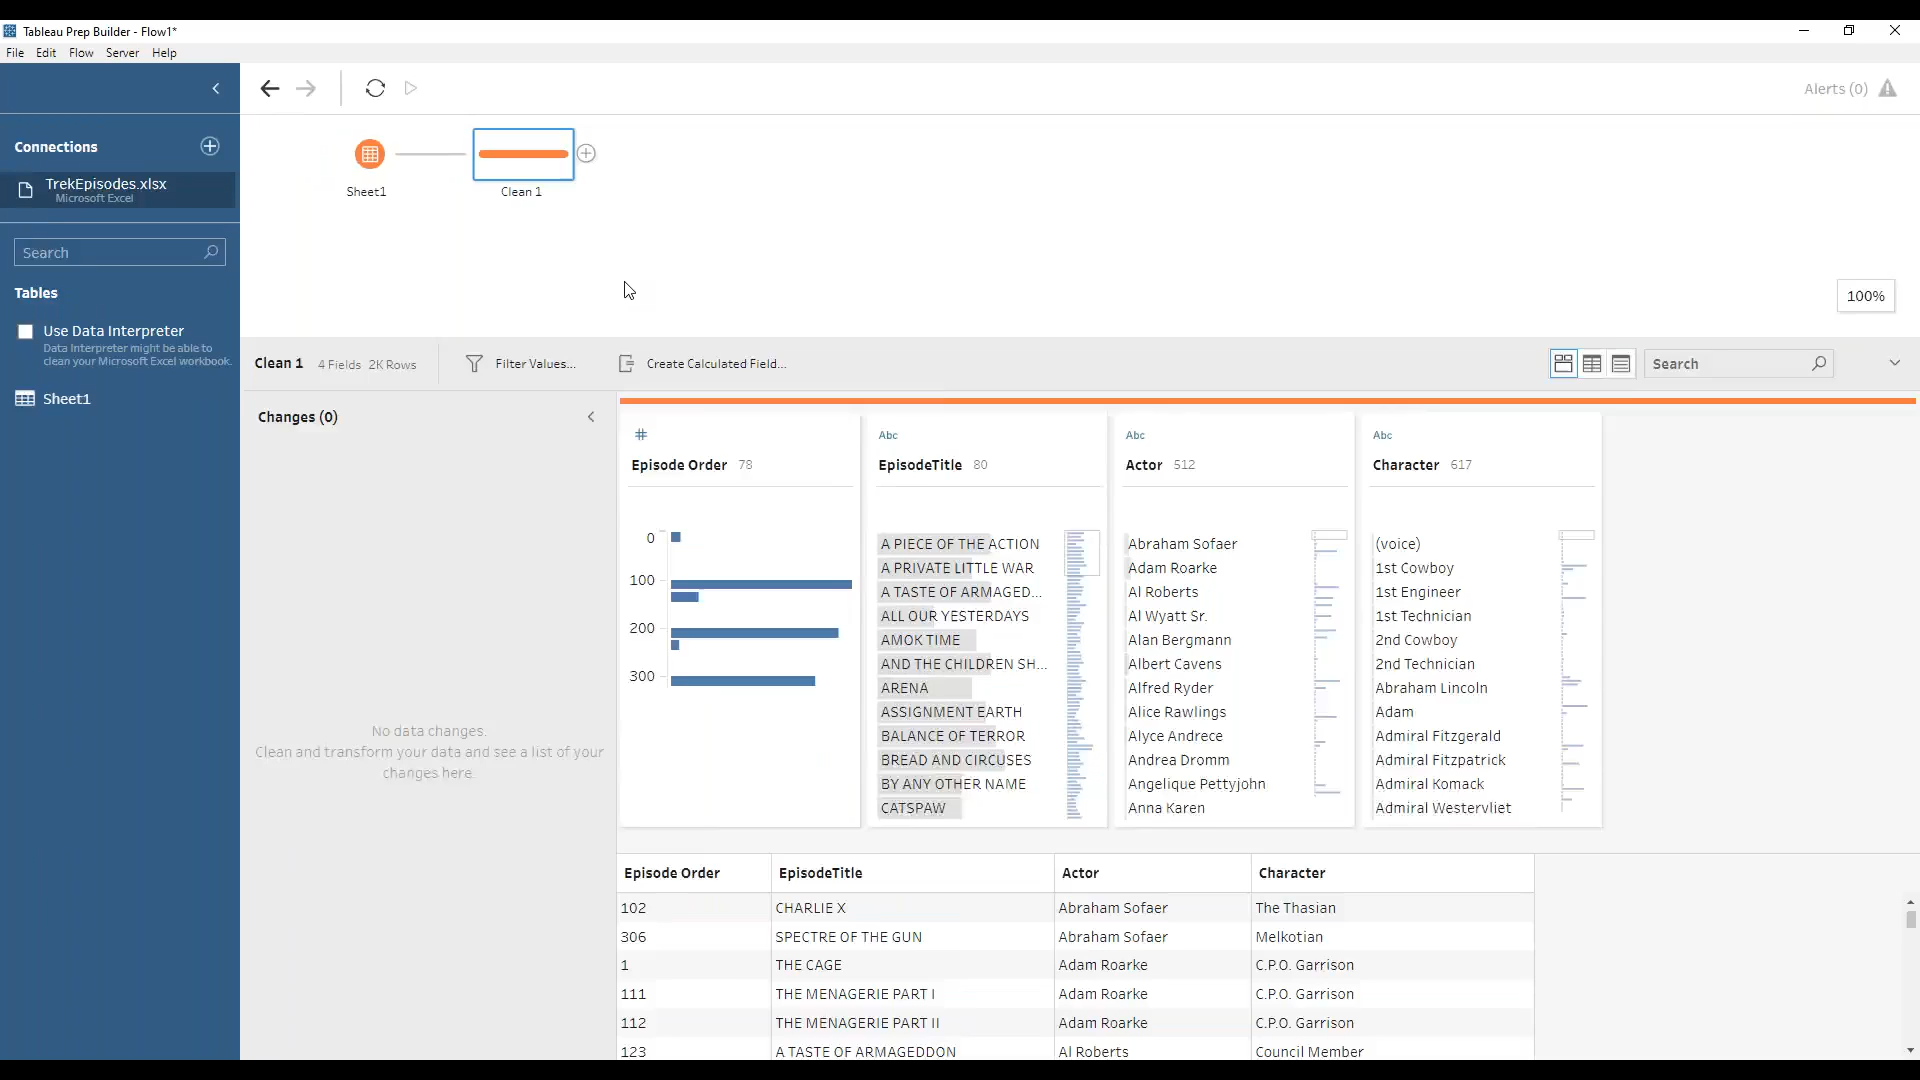 Tableau Prep Builder - Flow1*
File Edit Flow Server Help
Alerts (0)
Connections
TrekEpisodes.xlsx
Microsoft Excel
Sheet1
Clean 1
Search
Tables
100%
Use Data Interpreter
Data Interpreter might be able to
clean your Microsoft Excel workbook.
Sheet1
Clean 1 4 Fields 2K Rows Filter Values... Create Calculated Field... Search
Changes (0)
No data changes.
Clean and transform your data and see a list of your
changes here.
#
Episode Order 78
0
100
200
300
Abc
EpisodeTitle 80
A PIECE OF THE ACTION
A PRIVATE LITTLE WAR
A TASTE OF ARMAGED...
ALL OUR YESTERDAYS
AMOK TIME
AND THE CHILDREN SH...
ARENA
ASSIGNMENT EARTH
BALANCE OF TERROR
BREAD AND CIRCUSES
BY ANY OTHER NAME
CATSPAW
Abc
Actor 512
Abraham Sofaer
Adam Roarke
Al Roberts
Al Wyatt Sr.
Alan Bergmann
Albert Cavens
Alfred Ryder
Alice Rawlings
Alyce Andrece
Andrea Dromm
Angelique Pettyjohn
Anna Karen
Abc
Character 617
(voice)
1st Cowboy
1st Engineer
1st Technician
2nd Cowboy
2nd Technician
Abraham Lincoln
Adam
Admiral Fitzgerald
Admiral Fitzpatrick
Admiral Komack
Admiral Westervliet
Episode Order EpisodeTitle Actor Character
102 CHARLIE X Abraham Sofaer The Thasian
306 SPECTRE OF THE GUN Abraham Sofaer Melkotian
1 THE CAGE Adam Roarke C.P.O. Garrison
111 THE MENAGERIE PART I Adam Roarke C.P.O. Garrison
112 THE MENAGERIE PART II Adam Roarke C.P.O. Garrison
123 A TASTE OF ARMAGEDDON Al Roberts Council Member